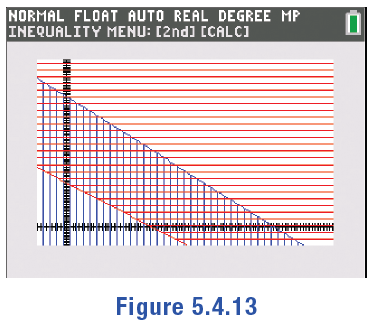 NORMAL FLOAT AUTO REAL DEGREE MP
INEQUALITY MENU: [2nd] [CALC]
Figure 5.4.13